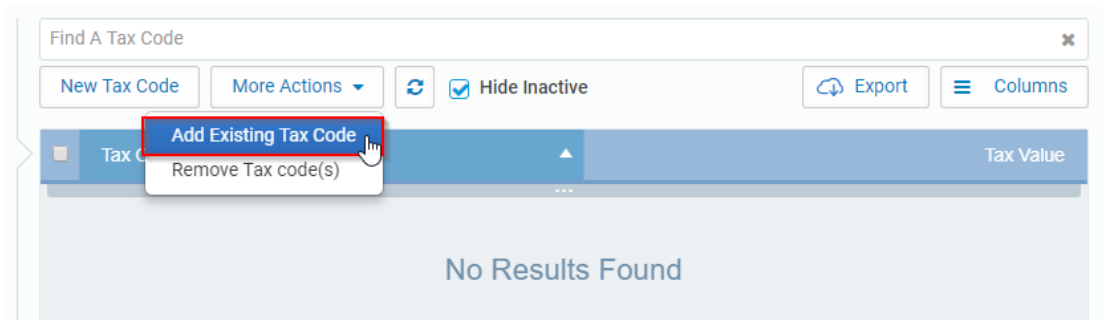 Find A Tax Code
New Tax Code More Actions Hide Inactive Export Columns
Add Existing Tax Code
Tax Tax Value
Remove Tax code(s)
No Results Found